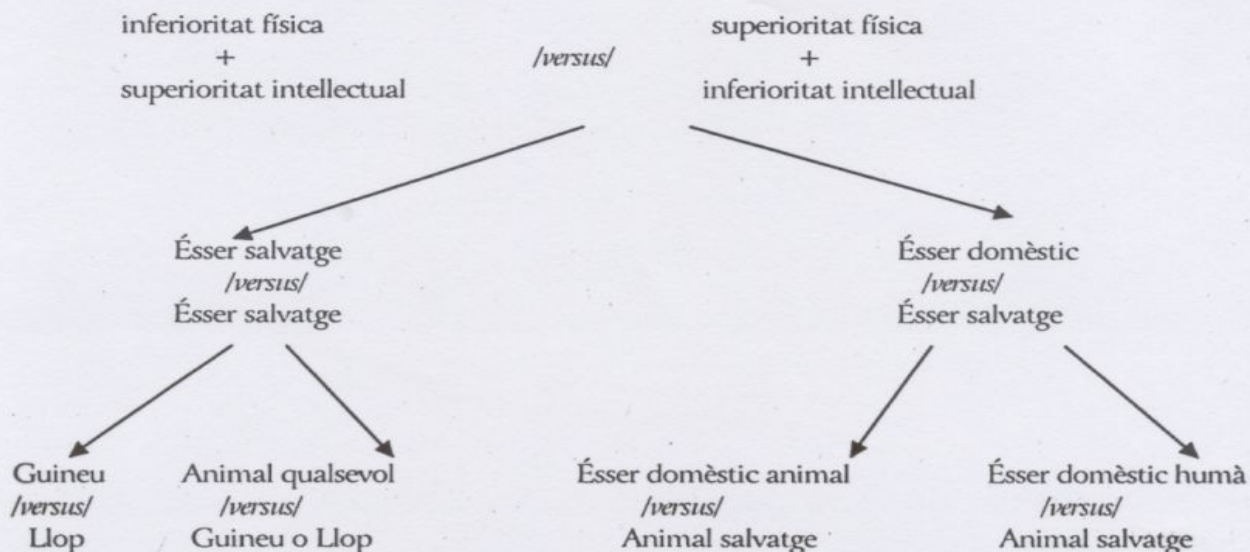 inferioritat física
+
superioritat intellectual
/versus/
superioritat física
+
inferioritat intellectual
Ésser salvatge
/versus/
Ésser salvatge
Ésser domèstic
/versus/
Ésser salvatge
Guineu
/versus/
Llop
Animal qualsevol
/versus/
Guineu o Llop
Ésser domèstic animal
/versus/
Animal salvatge
Ésser domèstic humà
/versus/
Animal salvatge